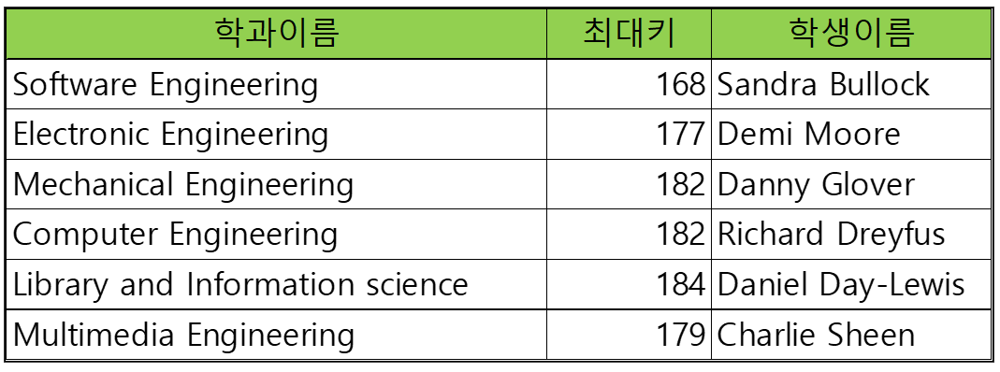 학과이름 최대키 학생이름
Software Engineering 168 Sandra Bullock
Electronic Engineering 177 Demi Moore
Mechanical Engineering 182 Danny Glover
Computer Engineering 182 Richard Dreyfus
Library and Information science 184 Daniel Day-Lewis
Multimedia Engineering 179 Charlie Sheen